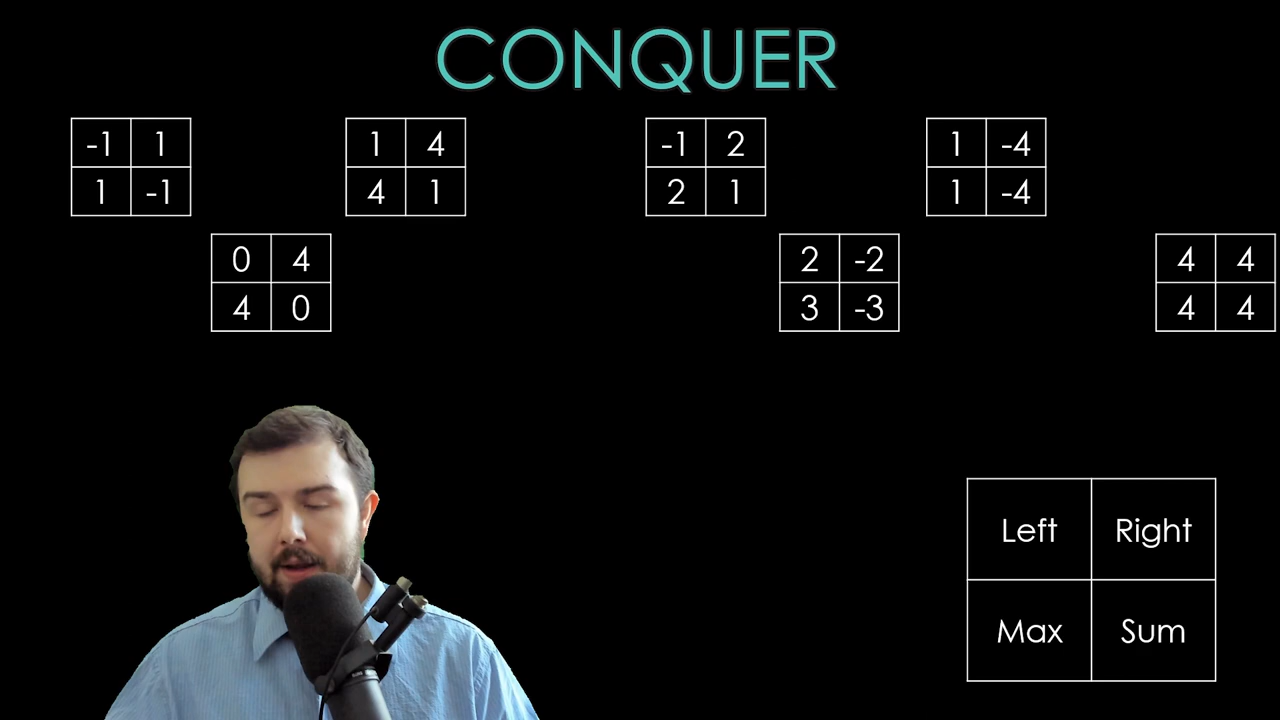 CONQUER
-1 1 1 4 -1 2 1 -4
1 -1 4 1 2 1 1 -4
0 4 2 -2 4 4
4 0 3 -3 4 4
Left Right
Max Sum